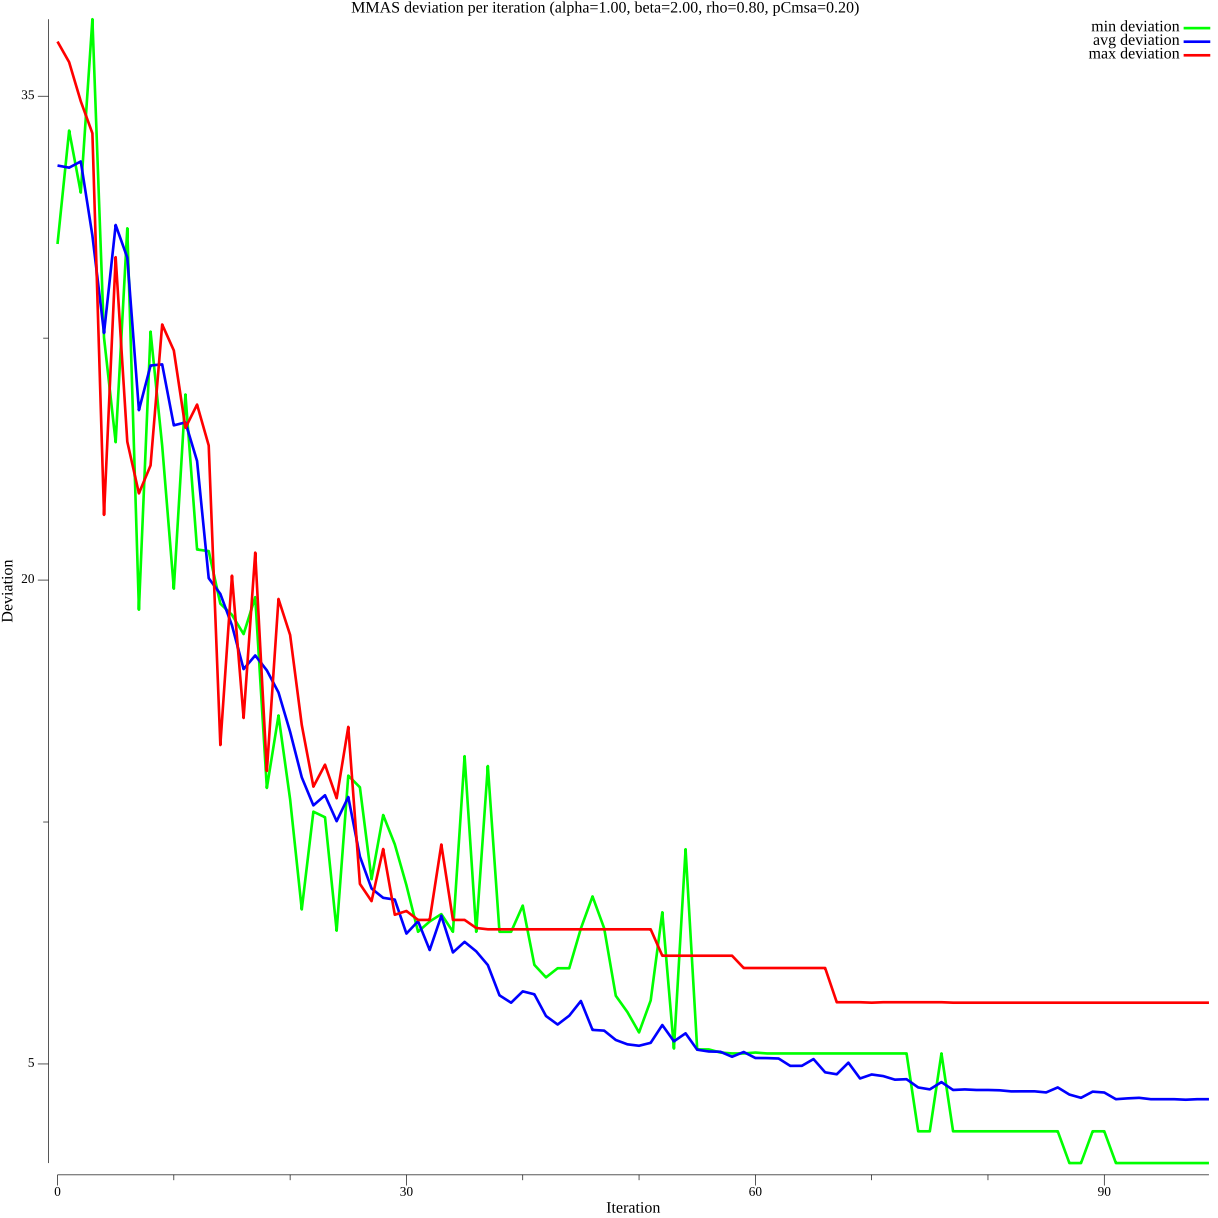 MMAS deviation per iteration (alpha=1.00, beta=2.00, rho=0.80, pCmsa=0.20)
min deviation
avg deviation
max deviation
35
20
5
Deviation
0
30
60
90
Iteration